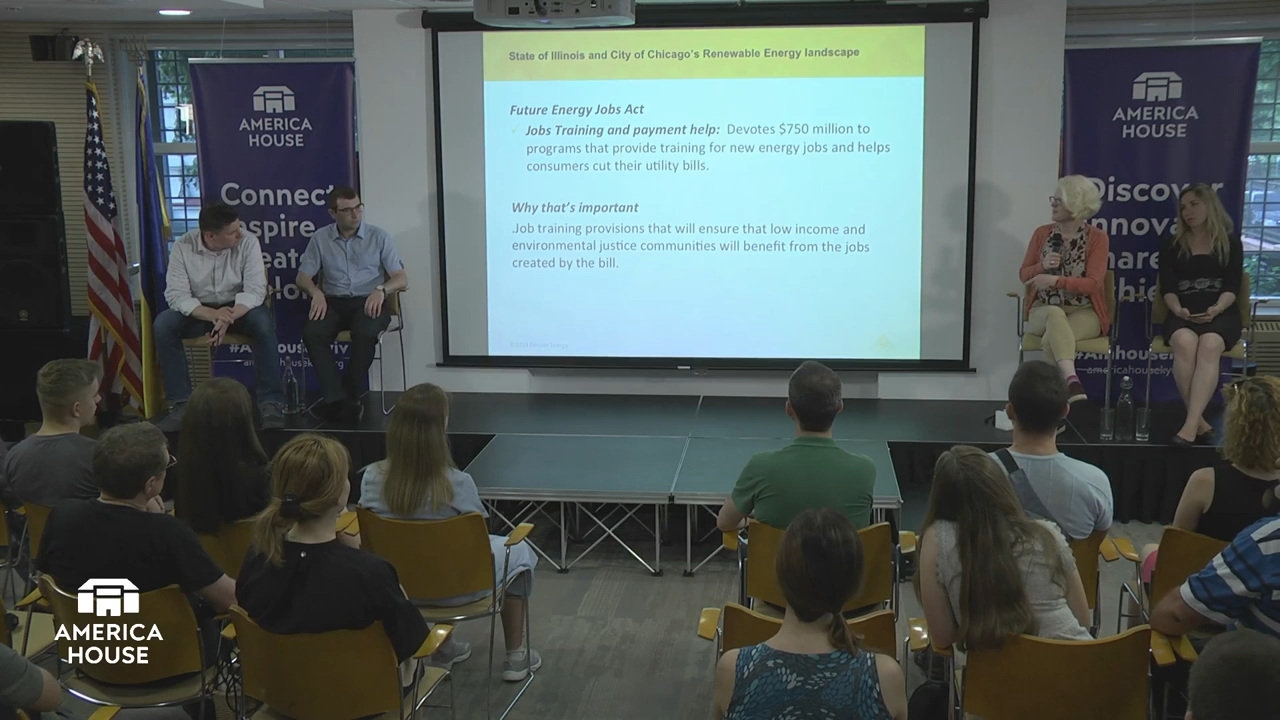 AMERICA
HOUSE
Connect
#A
State of Illinois and City of Chicago's Renewable Energy landscape
Future Energy Jobs Act
Jobs Training and payment help: Devotes $750 million to
programs that provide training for new energy jobs and helps
consumers cut their utility bills.
Why that's important
.Job training provisions that will ensure that low income and
environmental justice communities will benefit from the jobs
created by the bill.
AMERICA
HOUSE
Discover
AMERICA
HOUSE